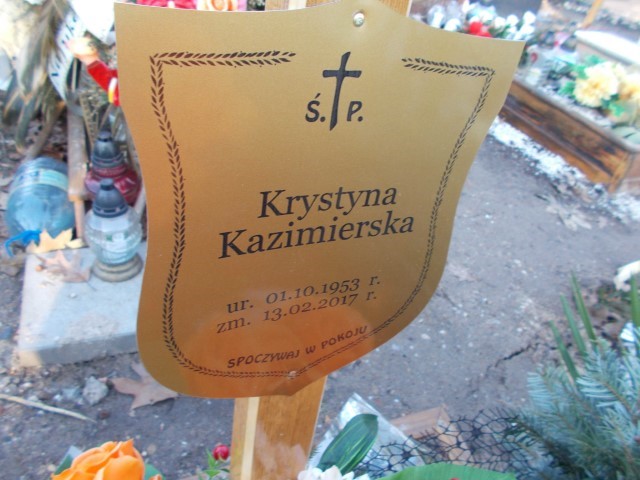 Ś. P.
Krystyna
Kazimierska
ur. 01.10.1953 r.
zm. 13.02.2017 r.
SPOCZYWAJ W POKOJU